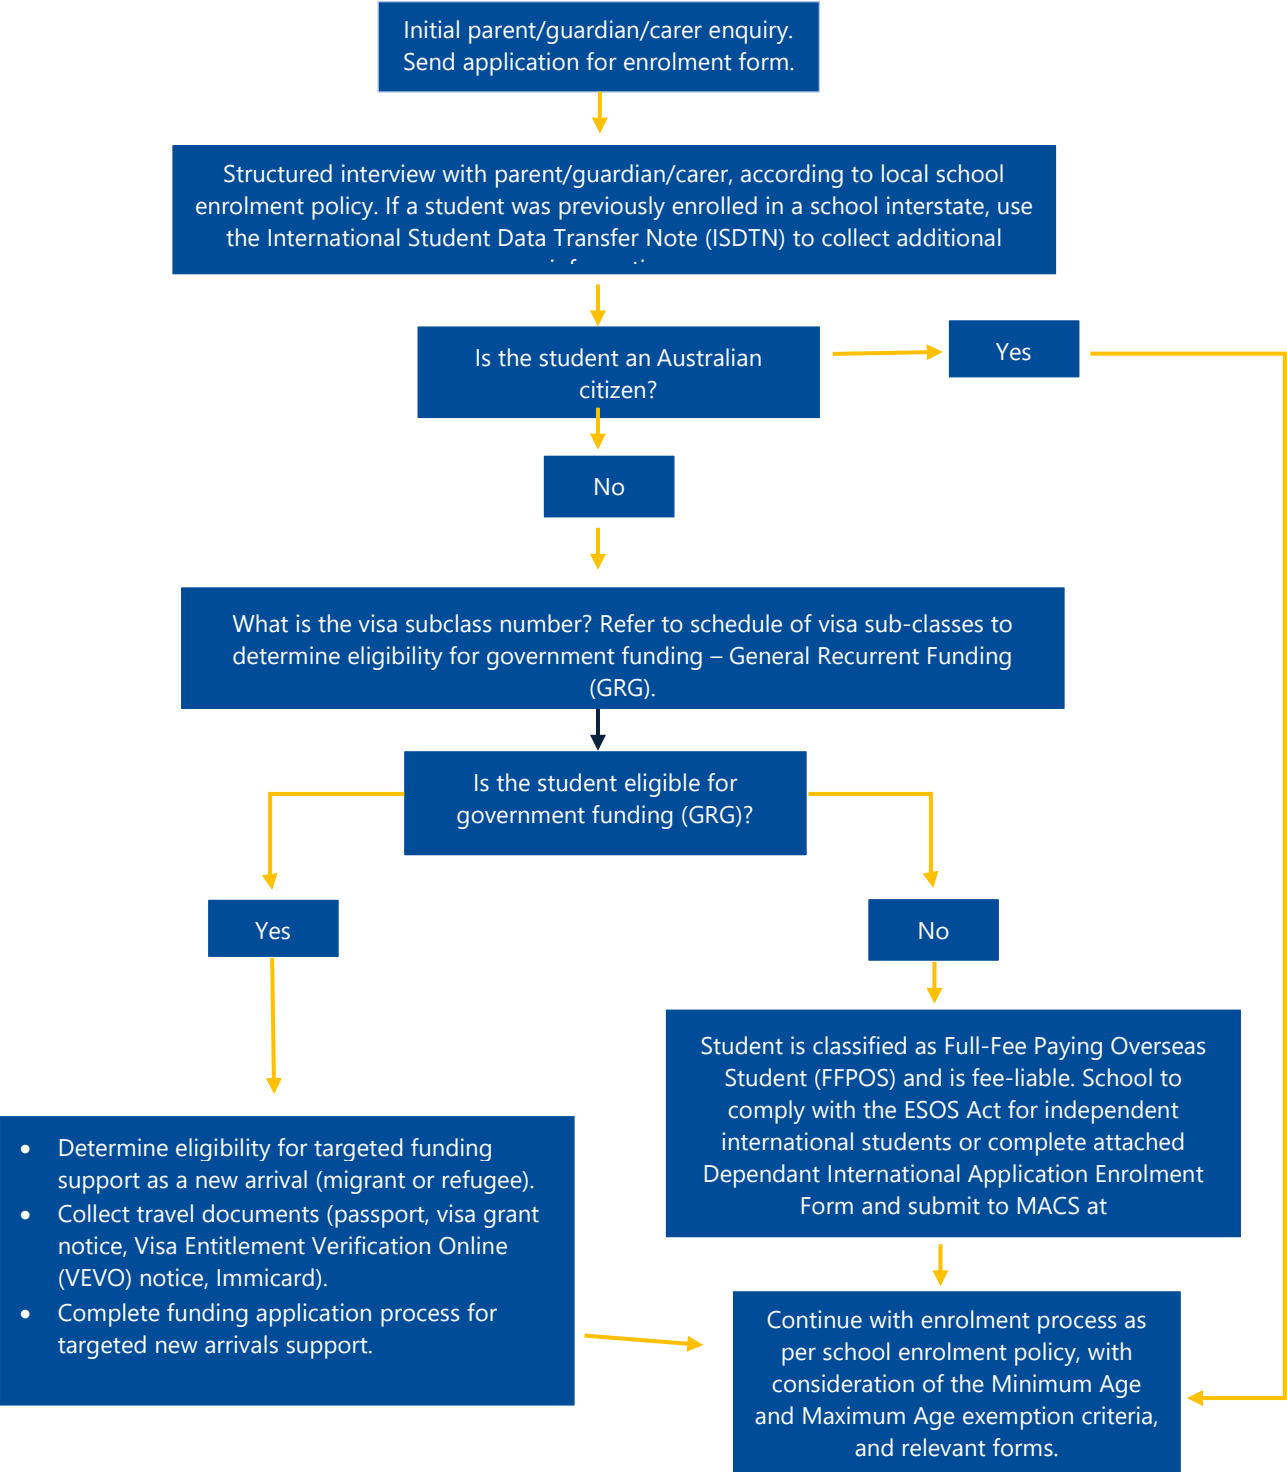 Initial parent/guardian/carer enquiry.
Send application for enrolment form.
Structured interview with parent/guardian/carer, according to local school
enrolment policy. If a student was previously enrolled in a school interstate, use
the International Student Data Transfer Note (ISDTN) to collect additional
Is the student an Australian
citizen?
Yes
No
What is the visa subclass number? Refer to schedule of visa sub-classes to
determine eligibility for government funding – General Recurrent Funding
(GRG).
Is the student eligible for
government funding (GRG)?
Yes
No
Student is classified as Full-Fee Paying Overseas
Student (FFPOS) and is fee-liable. School to
comply with the ESOS Act for independent
international students or complete attached
Dependant International Application Enrolment
Form and submit to MACS at
• Determine eligibility for targeted funding
support as a new arrival (migrant or refugee).
• Collect travel documents (passport, visa grant
notice, Visa Entitlement Verification Online
(VEVO) notice, Immicard).
• Complete funding application process for
targeted new arrivals support.
Continue with enrolment process as
per school enrolment policy, with
consideration of the Minimum Age
and Maximum Age exemption criteria,
and relevant forms.